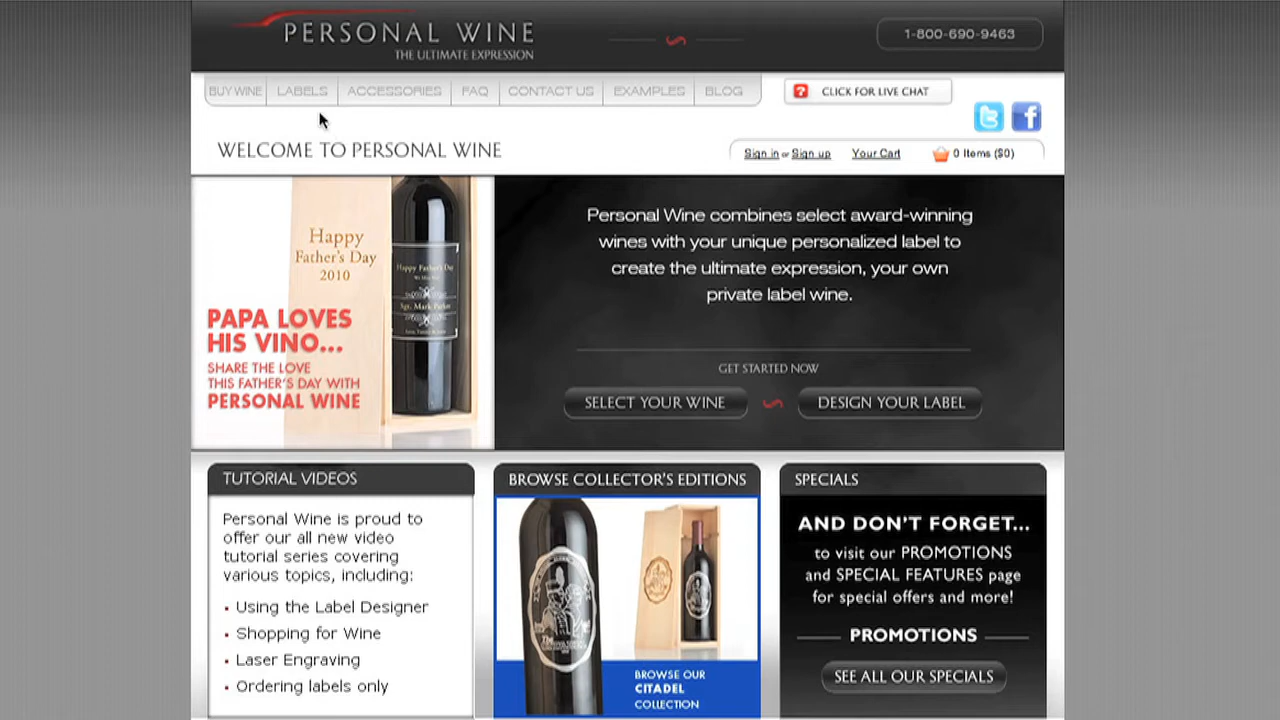 PERSONAL WINE
THE ULTIMATE EXPRESSION
1-800-690-9463
BUY WINE LABELS ACCESSORIES FAQ CONTACT US EXAMPLES BLOG
CLICK FOR LIVE CHAT
WELCOME TO PERSONAL WINE
Sign in or Sign up Your Cart 0 Items ($0)
Happy
Father's Day
2010
Happy Father's Day
Sgt. Mark Parker
PAPA LOVES
HIS VINO...
SHARE THE LOVE
THIS FATHER'S DAY WITH
PERSONAL WINE
Personal Wine combines select award-winning
wines with your unique personalized label to
create the ultimate expression, your own
private label wine.
GET STARTED NOW
SELECT YOUR WINE DESIGN YOUR LABEL
TUTORIAL VIDEOS
Personal Wine is proud to
offer our all new video
tutorial series covering
various topics, including:
Using the Label Designer
Shopping for Wine
Laser Engraving
Ordering labels only
BROWSE COLLECTOR'S EDITIONS
BROWSE OUR
CITADEL
COLLECTION
SPECIALS
AND DON'T FORGET...
to visit our PROMOTIONS
and SPECIAL FEATURES page
for special offers and more!
PROMOTIONS
SEE ALL OUR SPECIALS